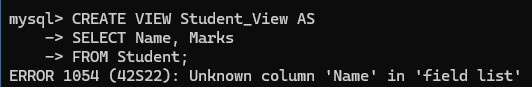 mysql> CREATE VIEW Student_View AS
    -> SELECT Name, Marks
    -> FROM Student;
ERROR 1054 (42S22): Unknown column 'Name' in 'field list'